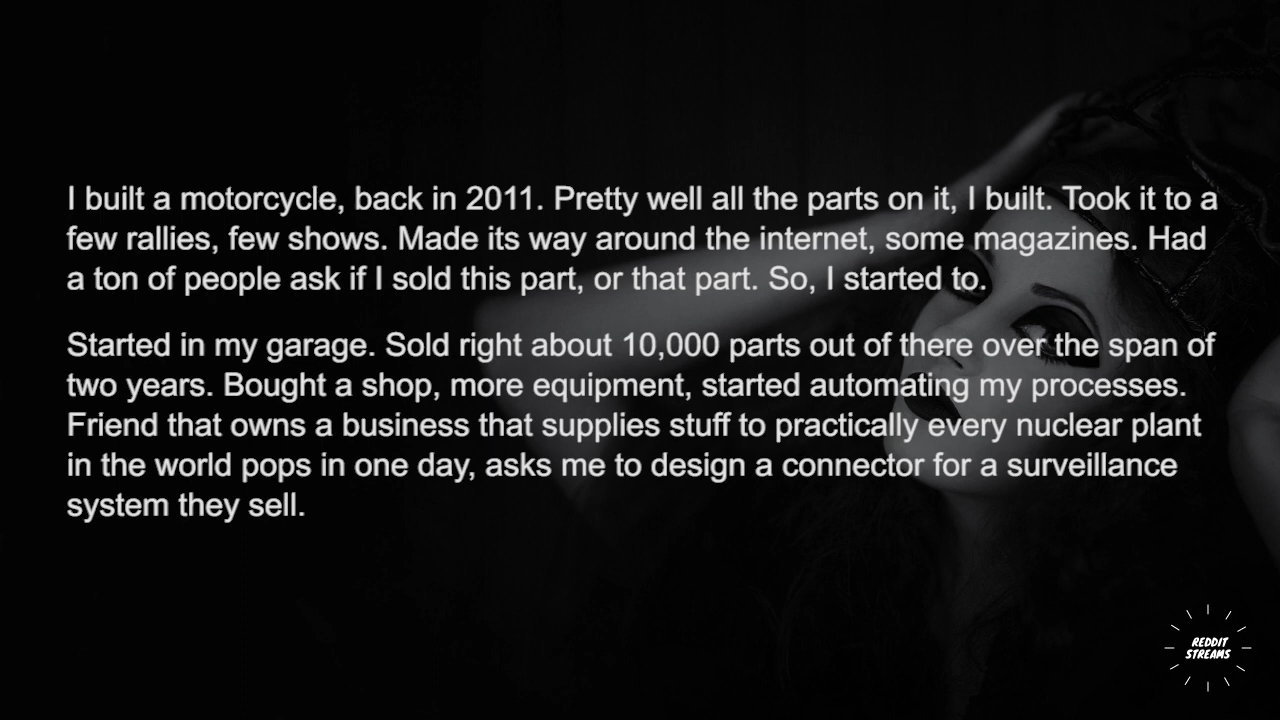 I built a motorcycle, back in 2011. Pretty well all the parts on it, I built. Took it to a
few rallies, few shows. Made its way around the internet, some magazines. Had
a ton of people ask if I sold this part, or that part. So, I started to.
Started in my garage. Sold right about 10,000 parts out of there over the span of
two years. Bought a shop, more equipment, started automating my processes.
Friend that owns a business that supplies stuff to practically every nuclear plant
in the world pops in one day, asks me to design a connector for a surveillance
system they sell.
REDDIT
STREAMS